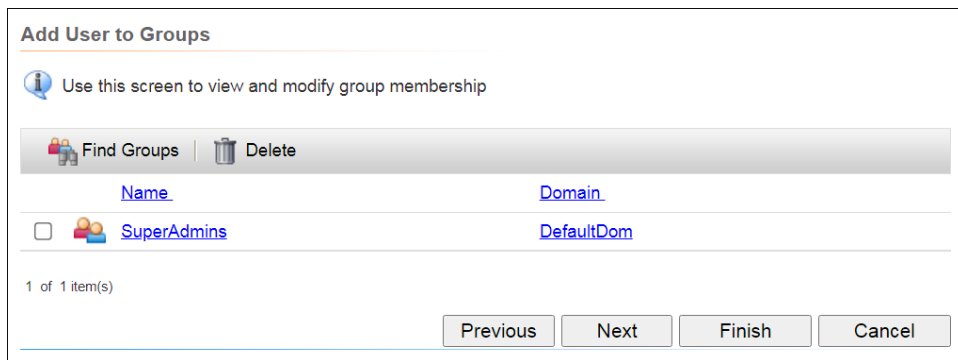 Add User to Groups
Use this screen to view and modify group membership
Find Groups Delete
Name Domain
SuperAdmins DefaultDom
1 of 1 item(s)
Previous Next Finish Cancel